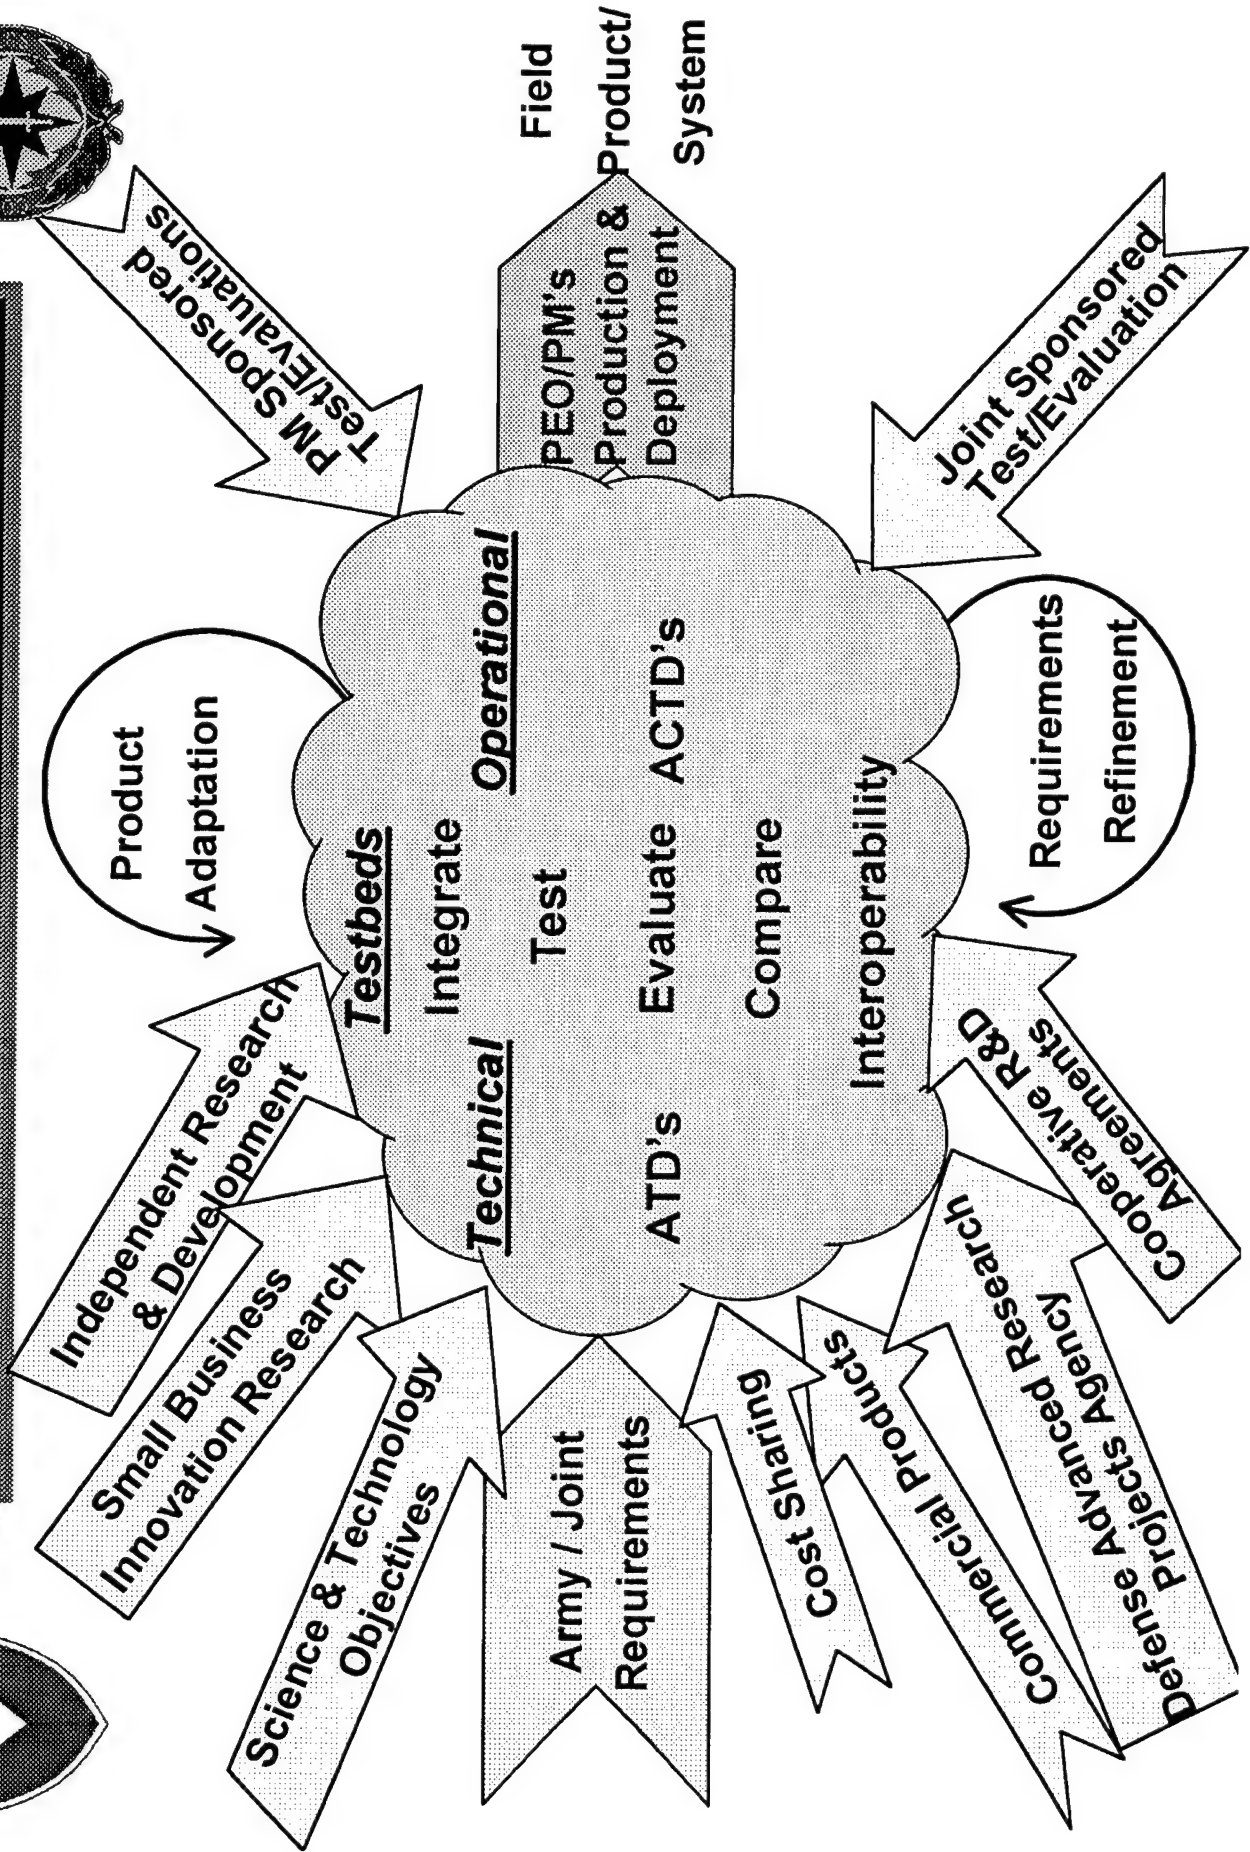 Independent Research
& Development
Small Business
Innovation Research
Science & Technology
Objectives
Army / Joint
Requirements
Cost Sharing
Commercial Products
Defense Advanced Research
Projects Agency
Cooperative R&D
Agreements
Product
Adaptation
Testbeds
Technical
Operational
Integrate
Test
ATD's
Evaluate
ACTD's
Compare
Interoperability
Requirements
Refinement
PM Sponsored
Test/Evaluations
PEO/PM's
Production &
Deployment
Field
Product/
System
Joint Sponsored
Test/Evaluation